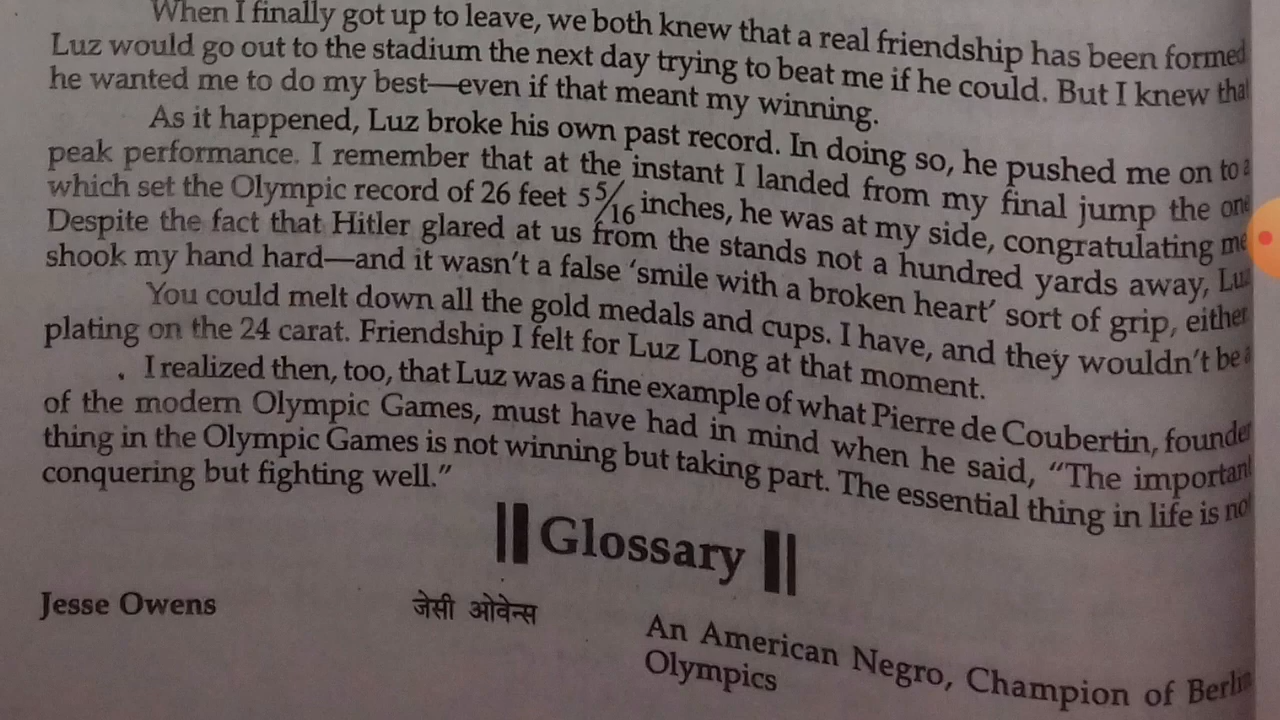 When I finally got up to leave, we both knew that a real friendship has been formed
Luz would go out to the stadium the next day trying to beat me if he could. But I knew that
he wanted me to do my best—even if that meant my winning.
As it happened, Luz broke his own past record. In doing so, he pushed me on to a
peak performance. I remember that at the instant I landed from my final jump the one
which set the Olympic record of 26 feet 5 5/16 inches, he was at my side, congratulating me
Despite the fact that Hitler glared at us from the stands not a hundred yards away, Luz
shook my hand hard—and it wasn't a false 'smile with a broken heart' sort of grip, either
You could melt down all the gold medals and cups. I have, and they wouldn't be a
plating on the 24 carat. Friendship I felt for Luz Long at that moment.
I realized then, too, that Luz was a fine example of what Pierre de Coubertin, founder
of the modern Olympic Games, must have had in mind when he said, "The important
thing in the Olympic Games is not winning but taking part. The essential thing in life is not
conquering but fighting well."
Glossary
Jesse Owens जेसी ओवेन्स An American Negro, Champion of Berlin
Olympics